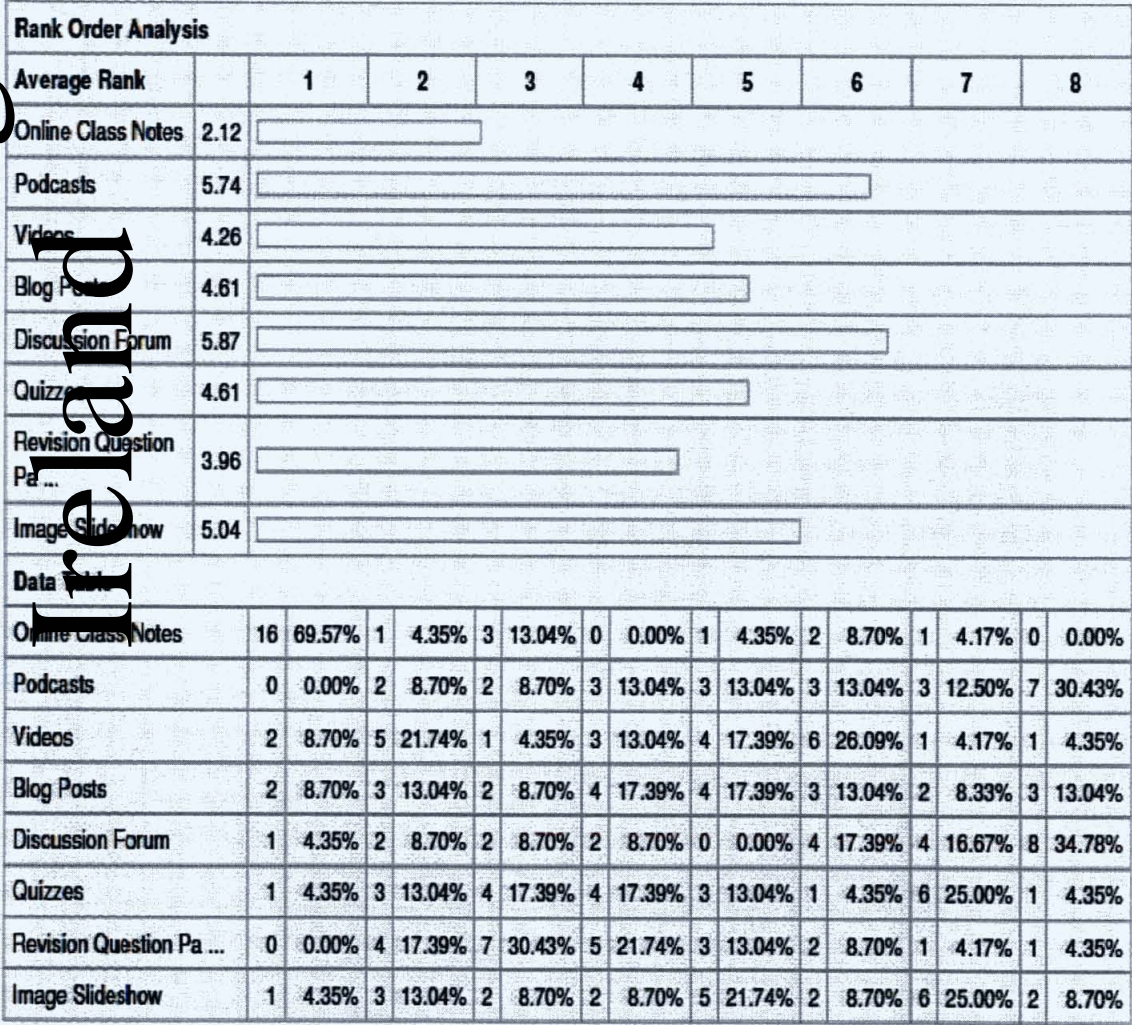 Rank Order Analysis
Average Rank 1 2 3 4 5 6 7 8
Online Class Notes 2.12
Podcasts 5.74
Videos 4.26
Blog Posts 4.61
Discussion Forum 5.87
Quizzes 4.61
Revision Question
Pa ... 3.96
Image Slideshow 5.04
Data Table
Online Class Notes 16 69.57% 1 4.35% 3 13.04% 0 0.00% 1 4.35% 2 8.70% 1 4.17% 0 0.00%
Podcasts 0 0.00% 2 8.70% 2 8.70% 3 13.04% 3 13.04% 3 13.04% 3 12.50% 7 30.43%
Videos 2 8.70% 5 21.74% 1 4.35% 3 13.04% 4 17.39% 6 26.09% 1 4.17% 1 4.35%
Blog Posts 2 8.70% 3 13.04% 2 8.70% 4 17.39% 4 17.39% 3 13.04% 2 8.33% 3 13.04%
Discussion Forum 1 4.35% 2 8.70% 2 8.70% 2 8.70% 0 0.00% 4 17.39% 4 16.67% 8 34.78%
Quizzes 1 4.35% 3 13.04% 4 17.39% 4 17.39% 3 13.04% 1 4.35% 6 25.00% 1 4.35%
Revision Question Pa ... 0 0.00% 4 17.39% 7 30.43% 5 21.74% 3 13.04% 2 8.70% 1 4.17% 1 4.35%
Image Slideshow 1 4.35% 3 13.04% 2 8.70% 2 8.70% 5 21.74% 2 8.70% 6 25.00% 2 8.70%
Ireland